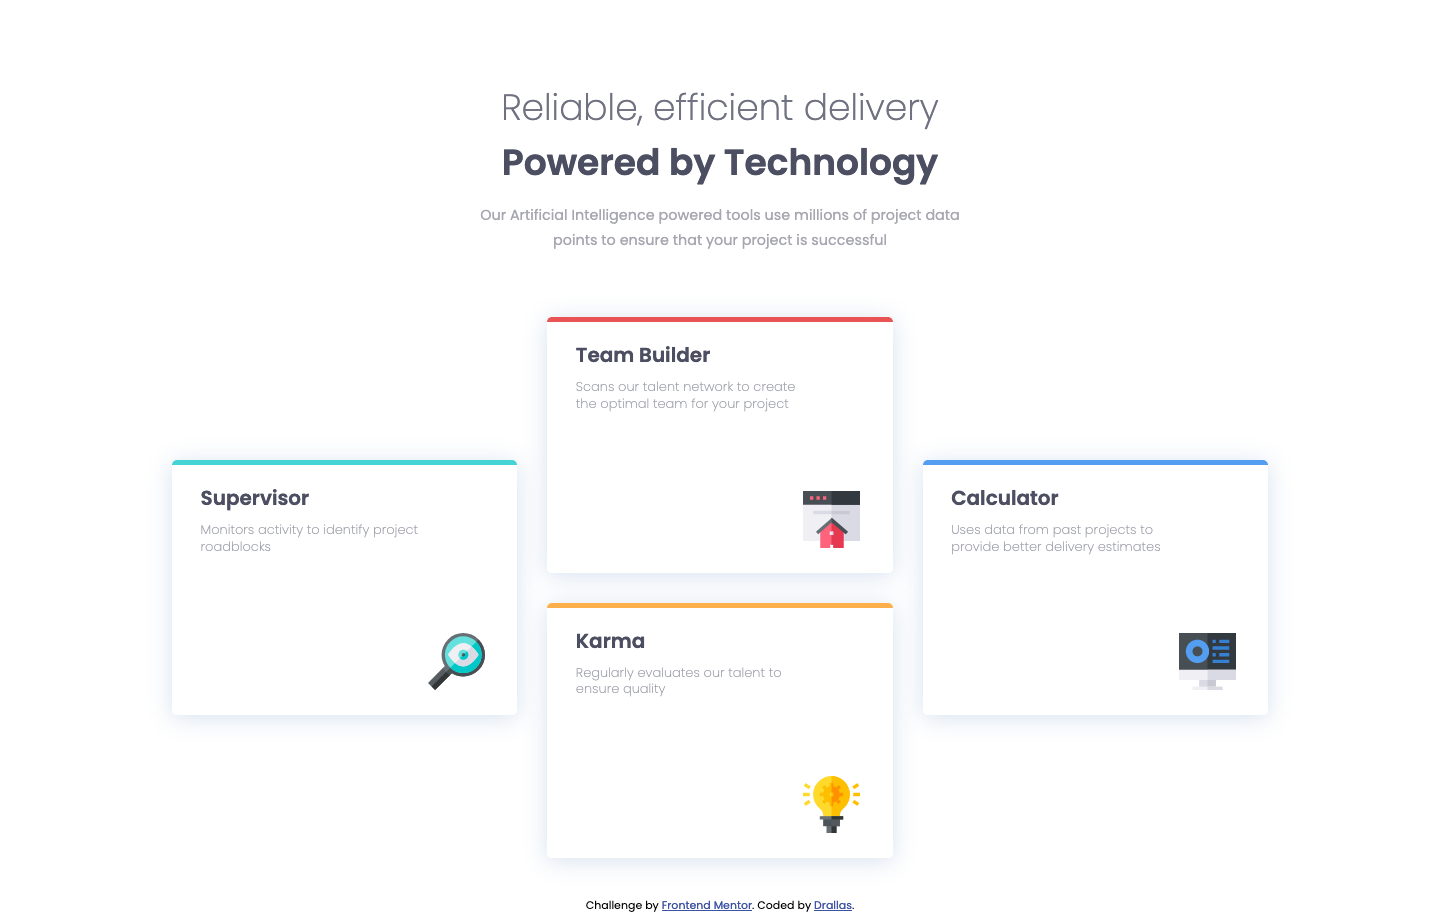 Reliable, efficient delivery
Powered by Technology
Our Artificial Intelligence powered tools use millions of project data
points to ensure that your project is successful
Team Builder
Scans our talent network to create
the optimal team for your project
Supervisor
Monitors activity to identify project
roadblocks
Calculator
Uses data from past projects to
provide better delivery estimates
Karma
Regularly evaluates our talent to
ensure quality
Challenge by Frontend Mentor. Coded by Drallas.